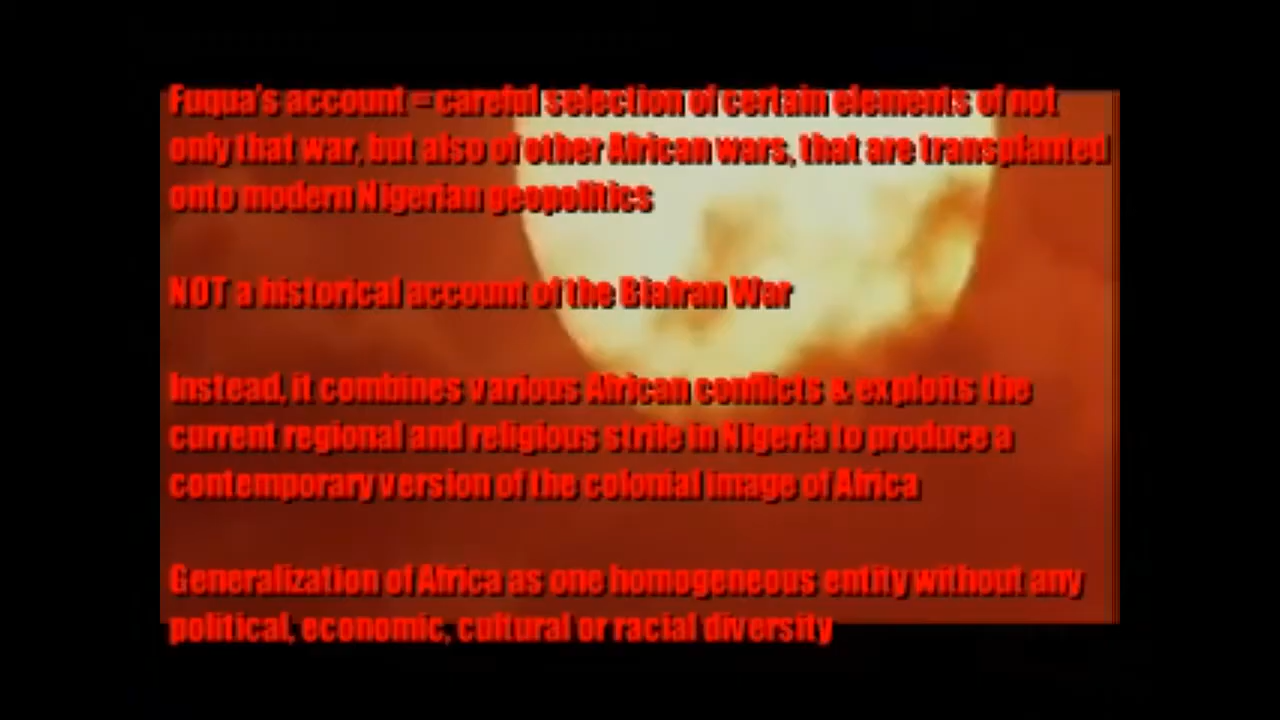 Fuqua's account = careful selection of certain elements of not
only that war, but also of other African wars, that are transplanted
onto modern Nigerian geopolitics
NOT a historical account of the Biafran War
Instead, it combines various African conflicts & exploits the
current regional and religious strife in Nigeria to produce a
contemporary version of the colonial image of Africa
Generalization of Africa as one homogeneous entity without any
political, economic, cultural or racial diversity